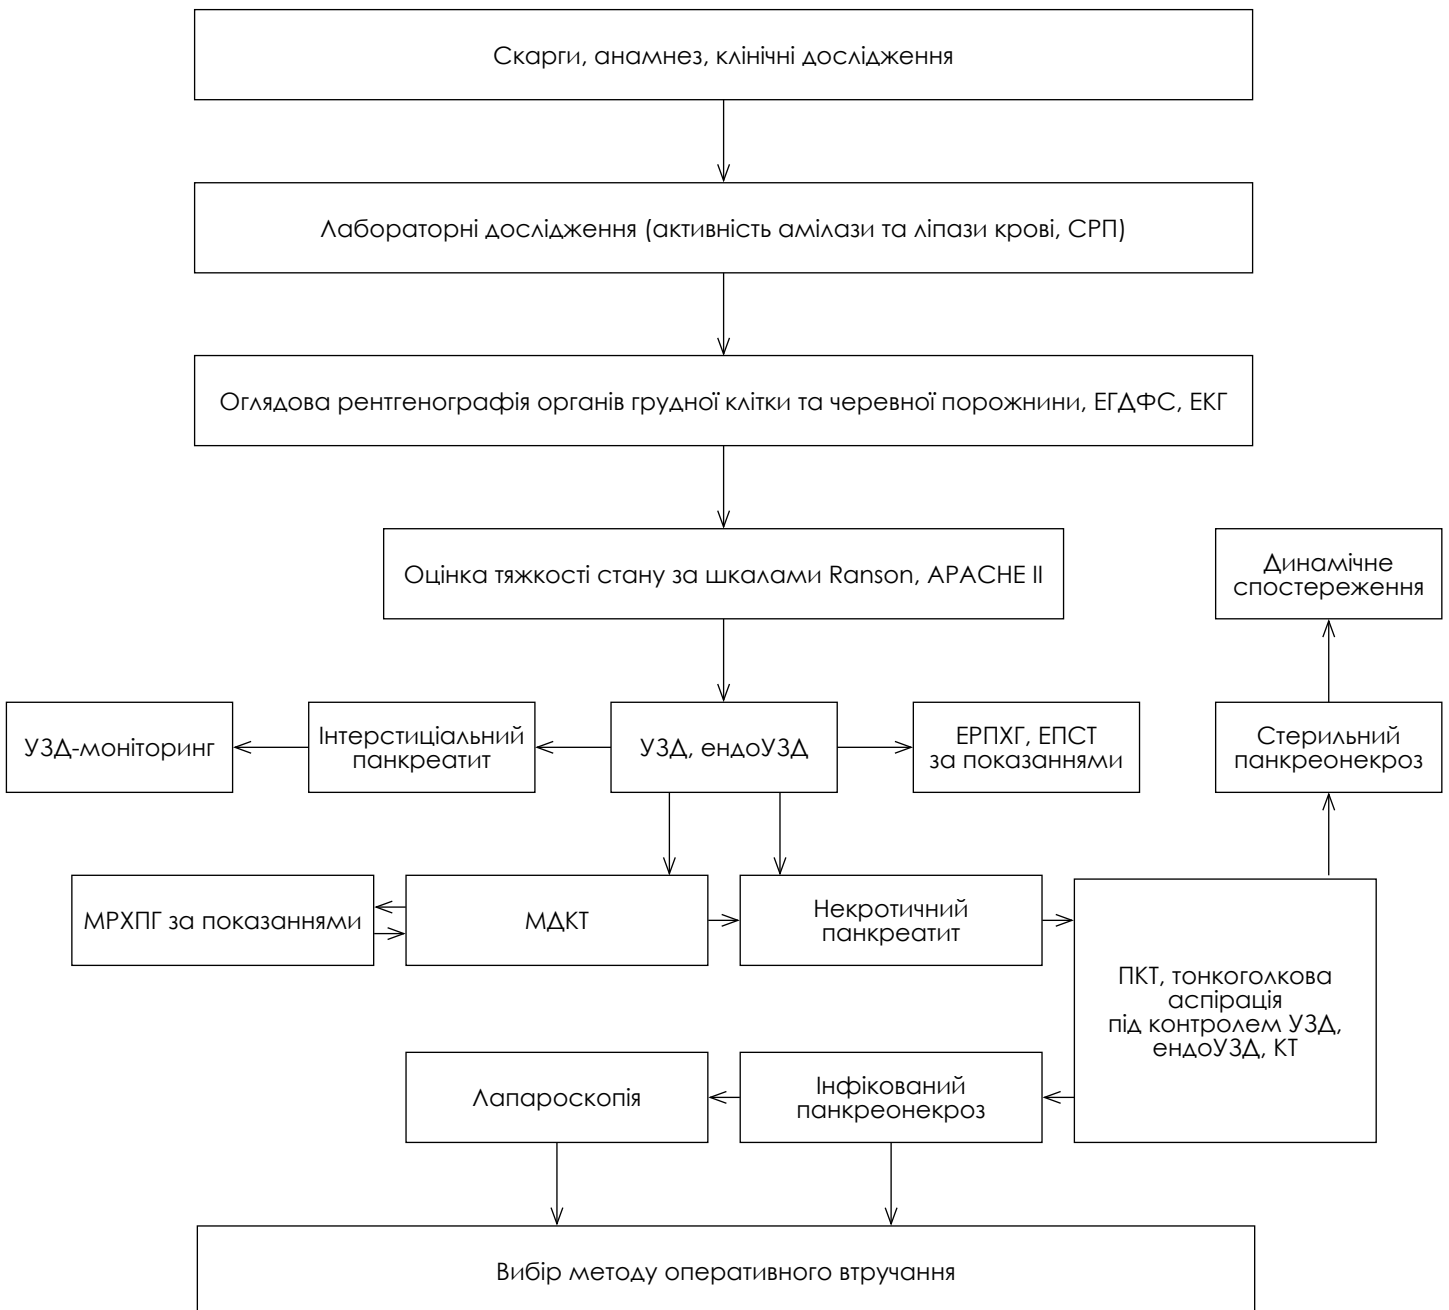 Скарги, анамнез, клінічні дослідження
Лабораторні дослідження (активність амілази та ліпази крові, СРП)
Оглядова рентгенографія органів грудної клітки та черевної порожнини, ЕГДФС, ЕКГ
Оцінка тяжкості стану за шкалами Ranson, APACHE II
Динамічне
спостереження
УЗД-моніторинг
Інтерстиціальний
панкреатит
УЗД, ендоУЗД
ЕРПХГ, ЕПСТ
за показаннями
Стерильний
панкреонекроз
МРХПГ за показаннями
МДКТ
Некротичний
панкреатит
ПКТ, тонкоголкова
аспірація
під контролем УЗД,
ендоУЗД, КТ
Лапароскопія
Інфікований
панкреонекроз
Вибір методу оперативного втручання